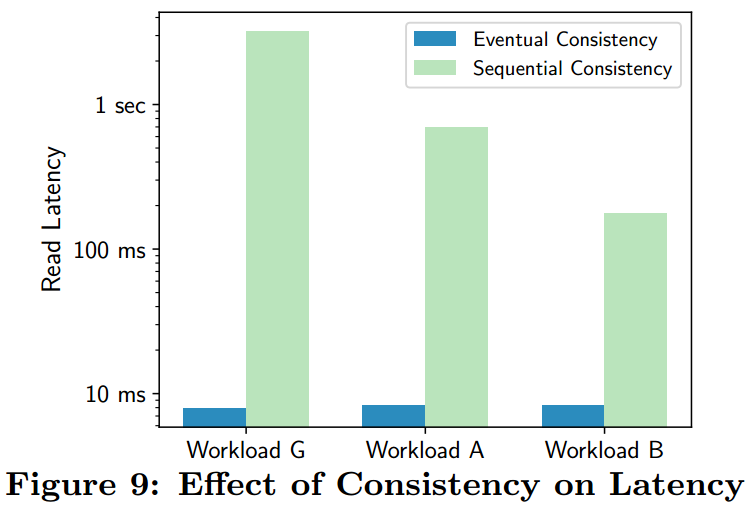 Eventual Consistency
Sequential Consistency
1 sec
100 ms
10 ms
Read Latency
Workload G
Workload A
Workload B
Figure 9: Effect of Consistency on Latency